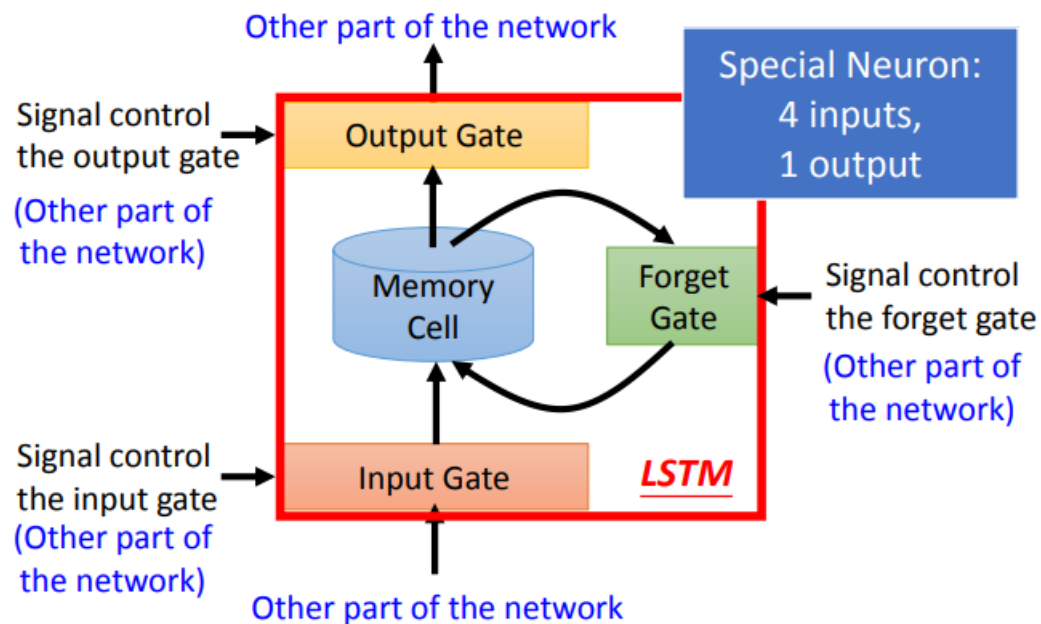 Other part of the network
Special Neuron:
4 inputs,
1 output
Signal control
the output gate
(Other part of
the network)
Output Gate
Memory
Cell
Forget
Gate
Signal control
the forget gate
(Other part of
the network)
Signal control
the input gate
(Other part of
the network)
Input Gate
LSTM
Other part of the network